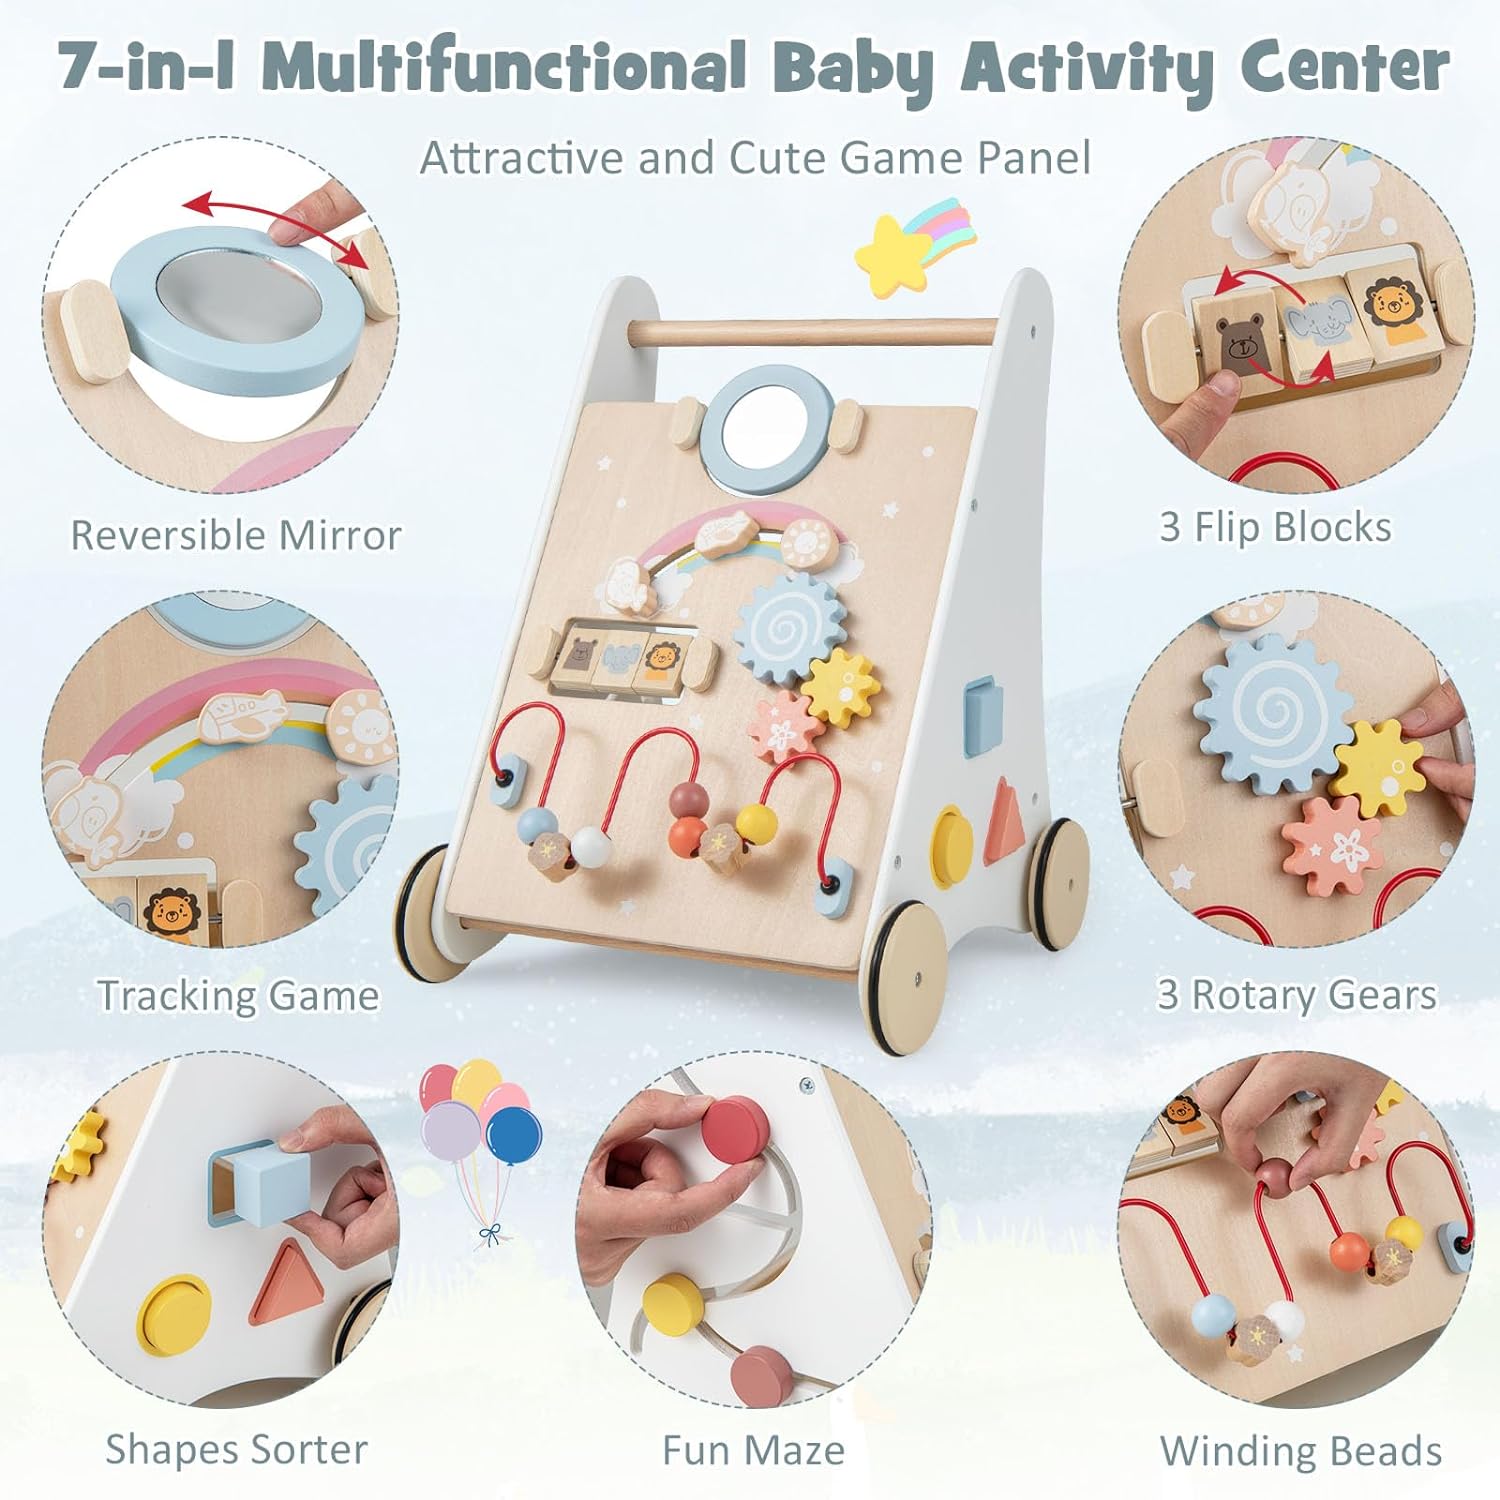 7-in-1 Multifunctional Baby Activity Center
Attractive and Cute Game Panel
Reversible Mirror
3 Flip Blocks
Tracking Game
3 Rotary Gears
Shapes Sorter
Fun Maze
Winding Beads